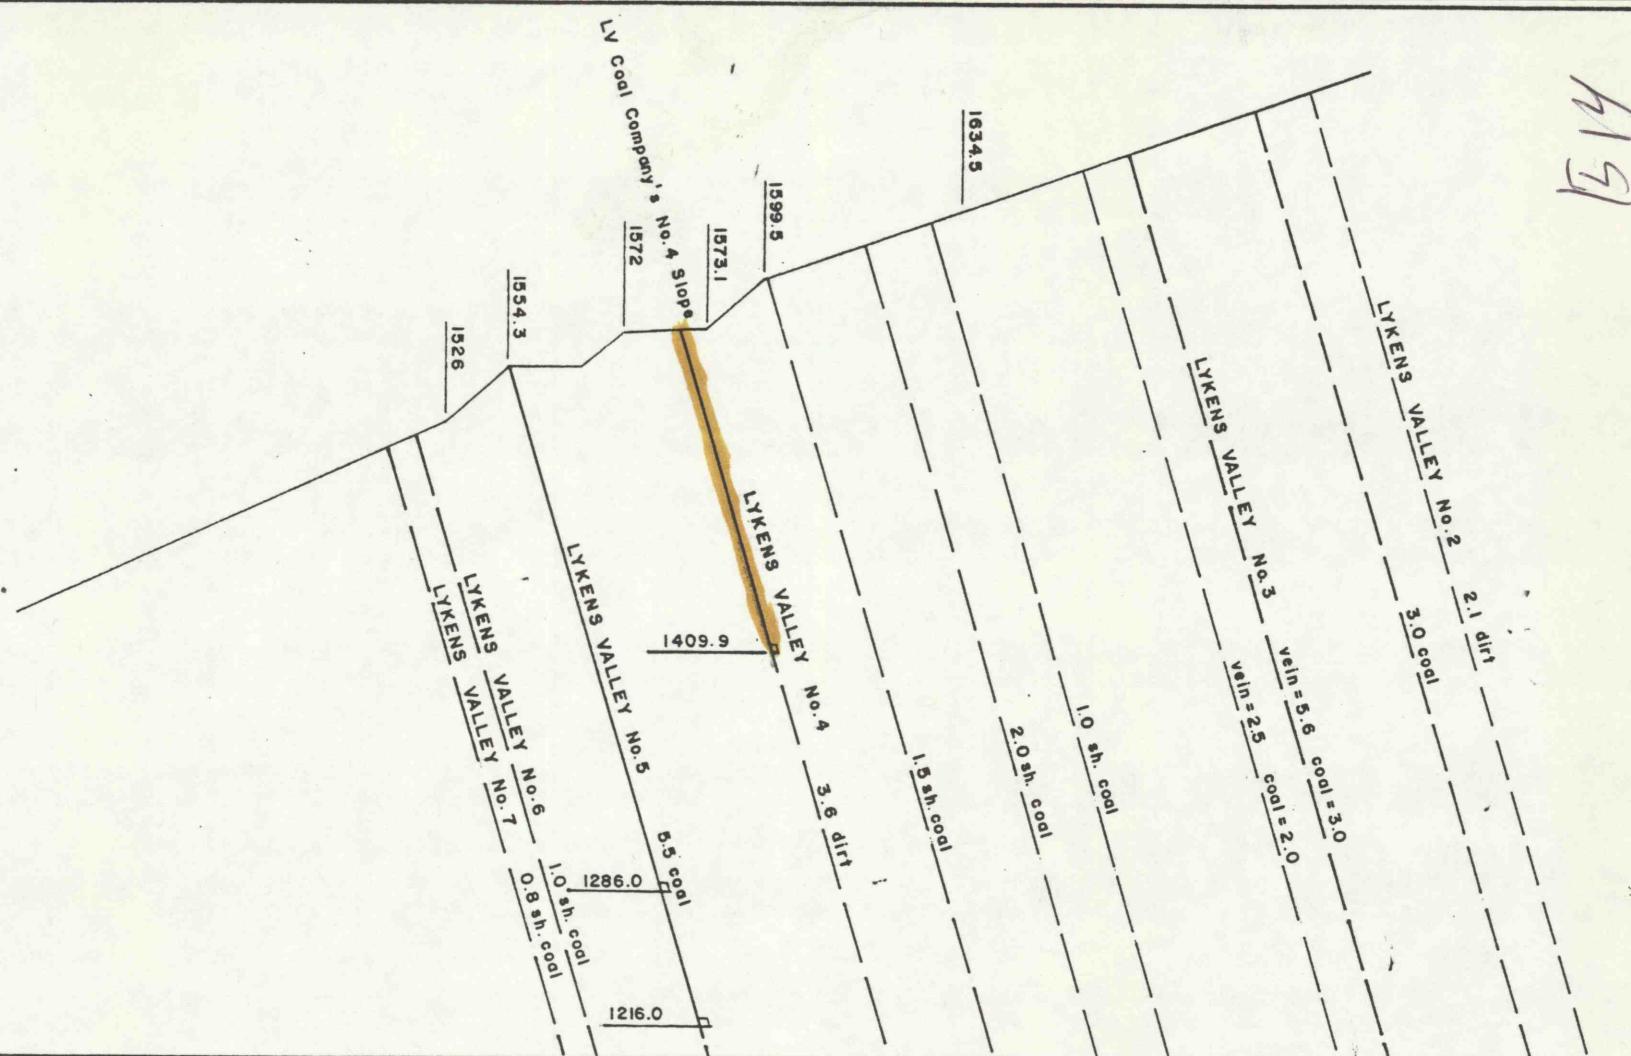 LV Coal Company's No.4 Slope
1634.5
1599.5
1573.1
1572
1554.3
1526
LYKENS VALLEY No.2 2.1 dirt
3.0 coal
LYKENS VALLEY No.3 vein=5.6 coal=3.0
vein=2.5 coal=2.0
1.0 sh. coal
2.0 sh. coal
1.5 sh. coal
LYKENS VALLEY No.4 3.6 dirt
1409.9
LYKENS VALLEY No.5 5.5 coal
1286.0
1216.0
LYKENS VALLEY No.6 1.0 sh. coal
LYKENS VALLEY No.7 0.8 sh. coal